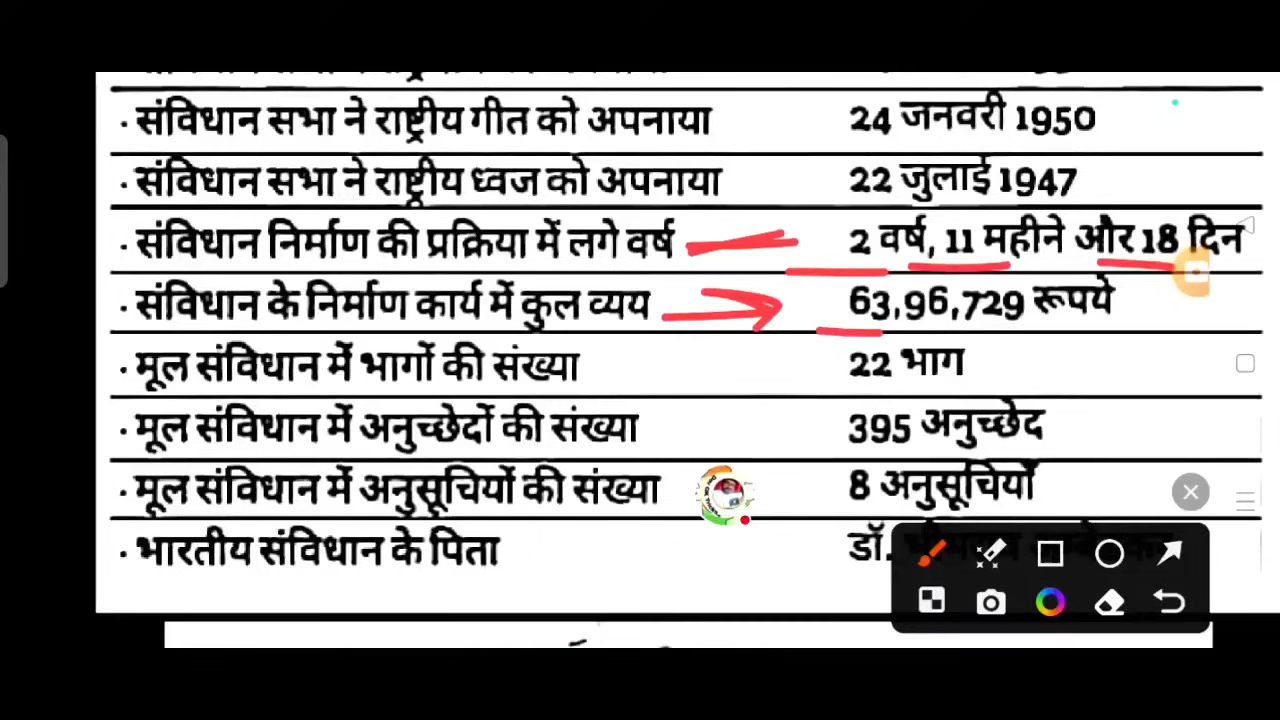 · संविधान सभा ने राष्ट्रीय गीत को अपनाया 24 जनवरी 1950
· संविधान सभा ने राष्ट्रीय ध्वज को अपनाया 22 जुलाई 1947
· संविधान निर्माण की प्रक्रिया में लगे वर्ष 2 वर्ष, 11 महीने और 18 दिन
· संविधान के निर्माण कार्य में कुल व्यय 63,96,729 रूपये
· मूल संविधान में भागों की संख्या 22 भाग
· मूल संविधान में अनुच्छेदों की संख्या 395 अनुच्छेद
· मूल संविधान में अनुसूचियों की संख्या 8 अनुसूचियाँ
· भारतीय संविधान के पिता डॉ.